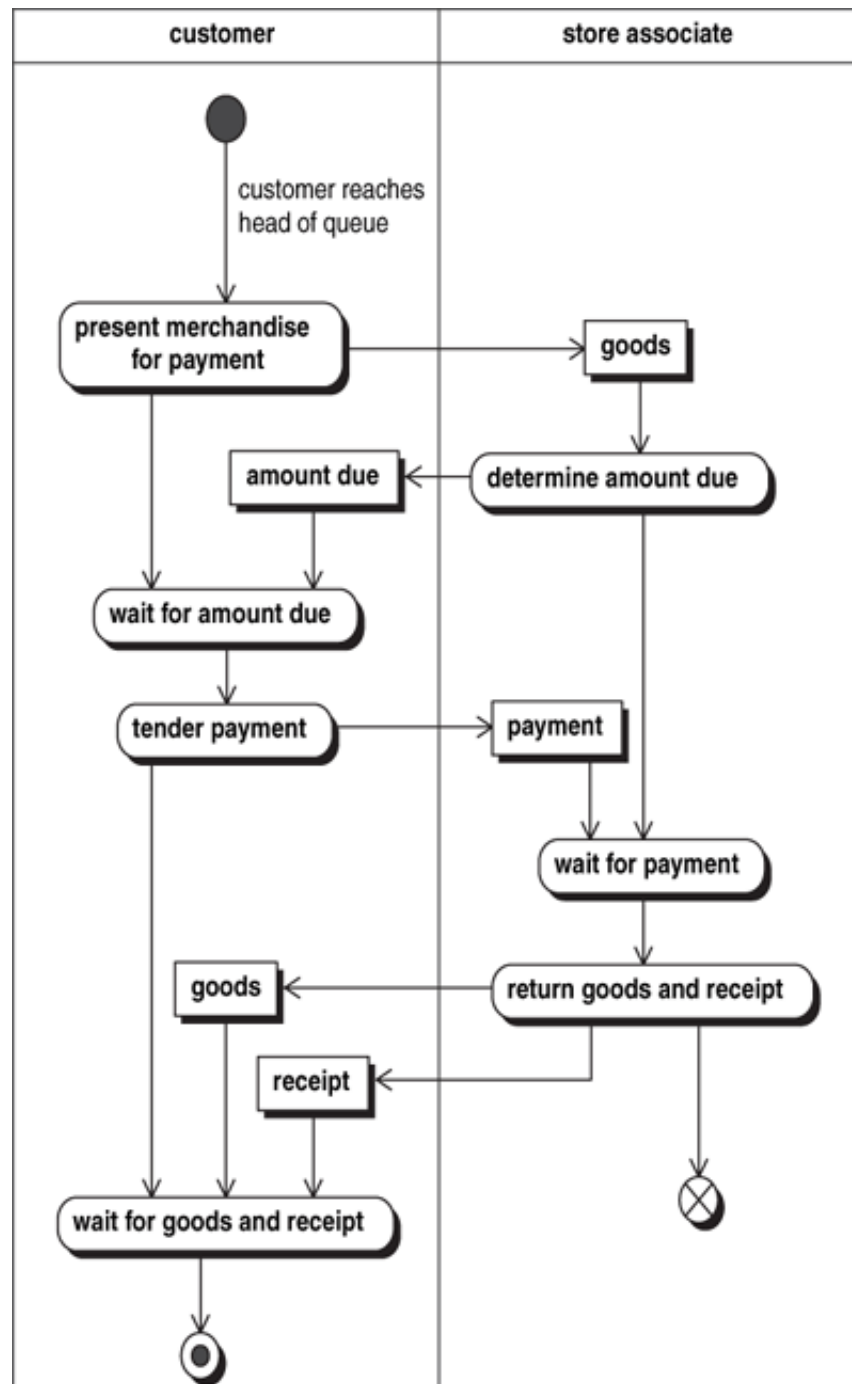 customer
store associate
customer reaches
head of queue
present merchandise
for payment
goods
amount due
determine amount due
wait for amount due
tender payment
payment
wait for payment
goods
return goods and receipt
receipt
wait for goods and receipt